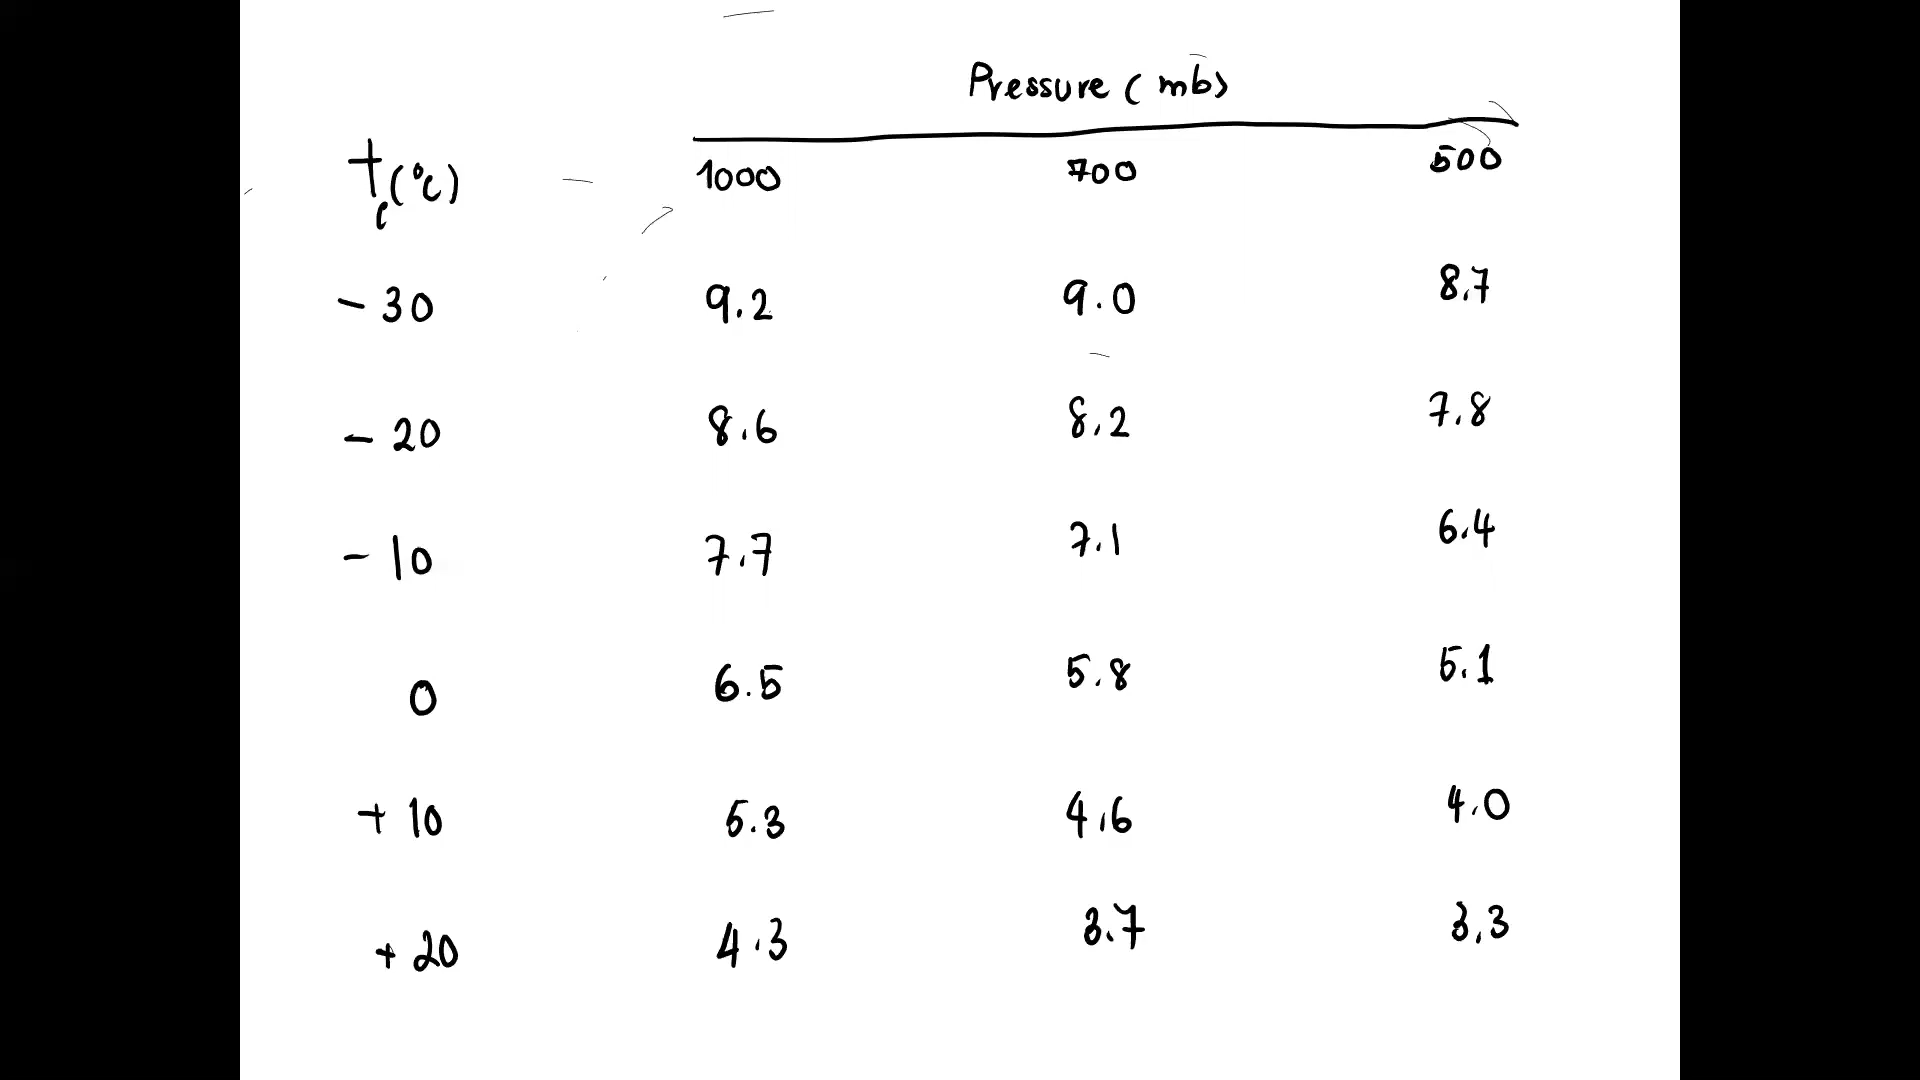 Pressure (mb)
tc(°c) 1000 700 500
- 30 9.2 9.0 8.7
- 20 8.6 8.2 7.8
- 10 7.7 7.1 6.4
0 6.5 5.8 5.1
+ 10 5.3 4.6 4.0
+ 20 4.3 3.7 3.3